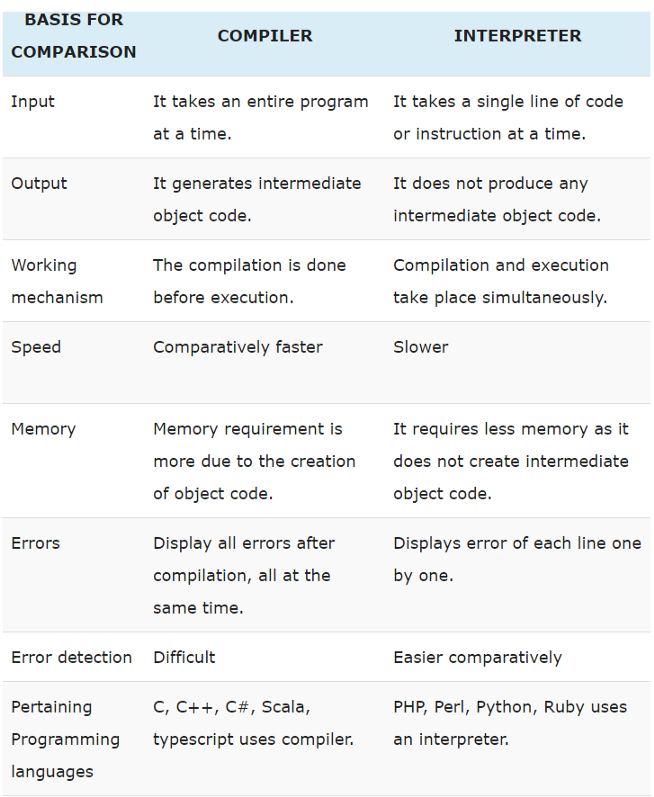 BASIS FOR
COMPARISON
COMPILER
INTERPRETER
Input
It takes an entire program
at a time.
It takes a single line of code
or instruction at a time.
Output
It generates intermediate
object code.
It does not produce any
intermediate object code.
Working
mechanism
The compilation is done
before execution.
Compilation and execution
take place simultaneously.
Speed
Comparatively faster
Slower
Memory
Memory requirement is
more due to the creation
of object code.
It requires less memory as it
does not create intermediate
object code.
Errors
Display all errors after
compilation, all at the
same time.
Displays error of each line one
by one.
Error detection
Difficult
Easier comparatively
Pertaining
Programming
languages
C, C++, C#, Scala,
typescript uses compiler.
PHP, Perl, Python, Ruby uses
an interpreter.